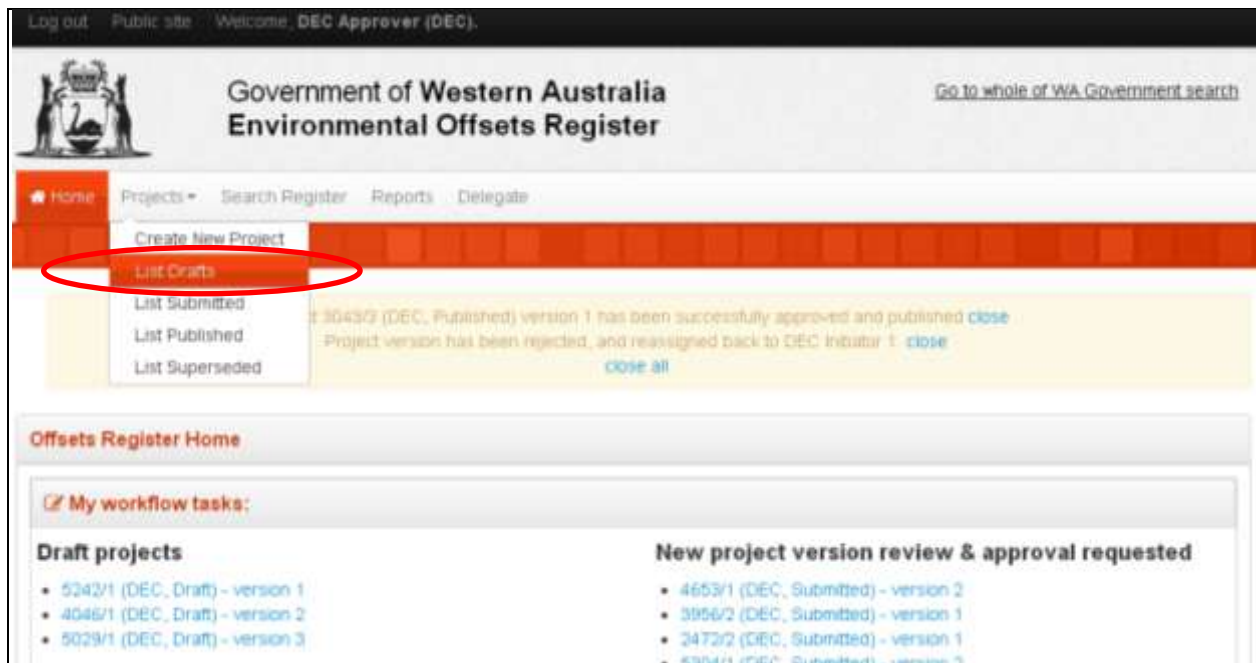 Log out Public site Welcome, DEC Approver (DEC).
Government of Western Australia
Environmental Offsets Register
Go to whole of WA Government search
Home Projects Search Register Reports Delegate
Create New Project
List Drafts
List Submitted
List Published
List Superseded
(DEC, Published) version 1 has been successfully approved and published close
Project version has been rejected, and reassigned back to DEC Initiator 1. close
close all
Offsets Register Home
My workflow tasks:
Draft projects
5242/1 (DEC, Draft) - version 1
4046/1 (DEC, Draft) - version 2
5029/1 (DEC, Draft) - version 3
New project version review & approval requested
4653/1 (DEC, Submitted) - version 2
3956/2 (DEC, Submitted) - version 1
2472/2 (DEC, Submitted) - version 1
(DEC, Submitted) - version